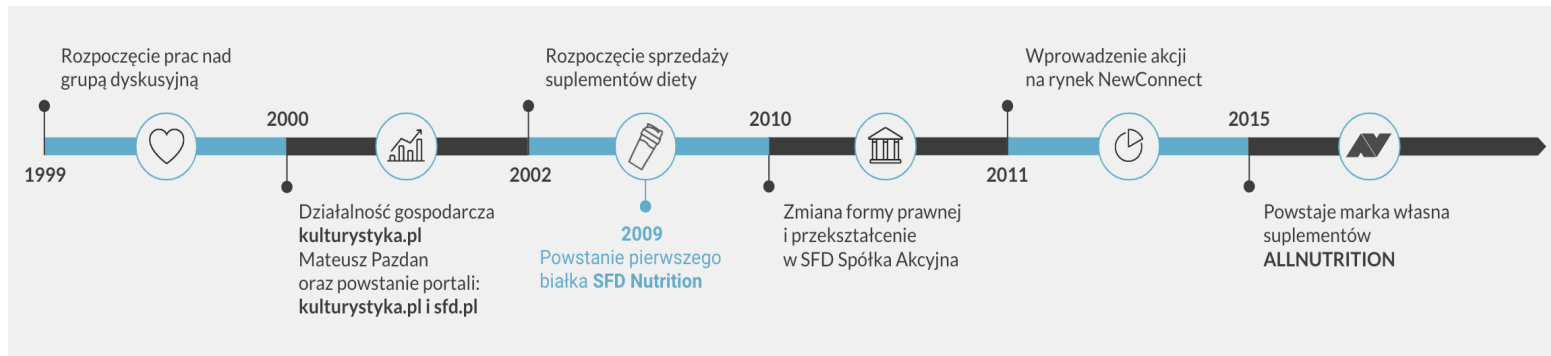 Rozpoczęcie prac nad
grupą dyskusyjną
1999
2000
Działalność gospodarcza
kulturystyka.pl
Mateusz Pazdan
oraz powstanie portali:
kulturystyka.pl i sfd.pl
Rozpoczęcie sprzedaży
suplementów diety
2002
2009
Powstanie pierwszego
białka SFD Nutrition
2010
Zmiana formy prawnej
i przekształcenie
w SFD Spółka Akcyjna
Wprowadzenie akcji
na rynek NewConnect
2011
2015
Powstaje marka własna
suplementów
ALLNUTRITION